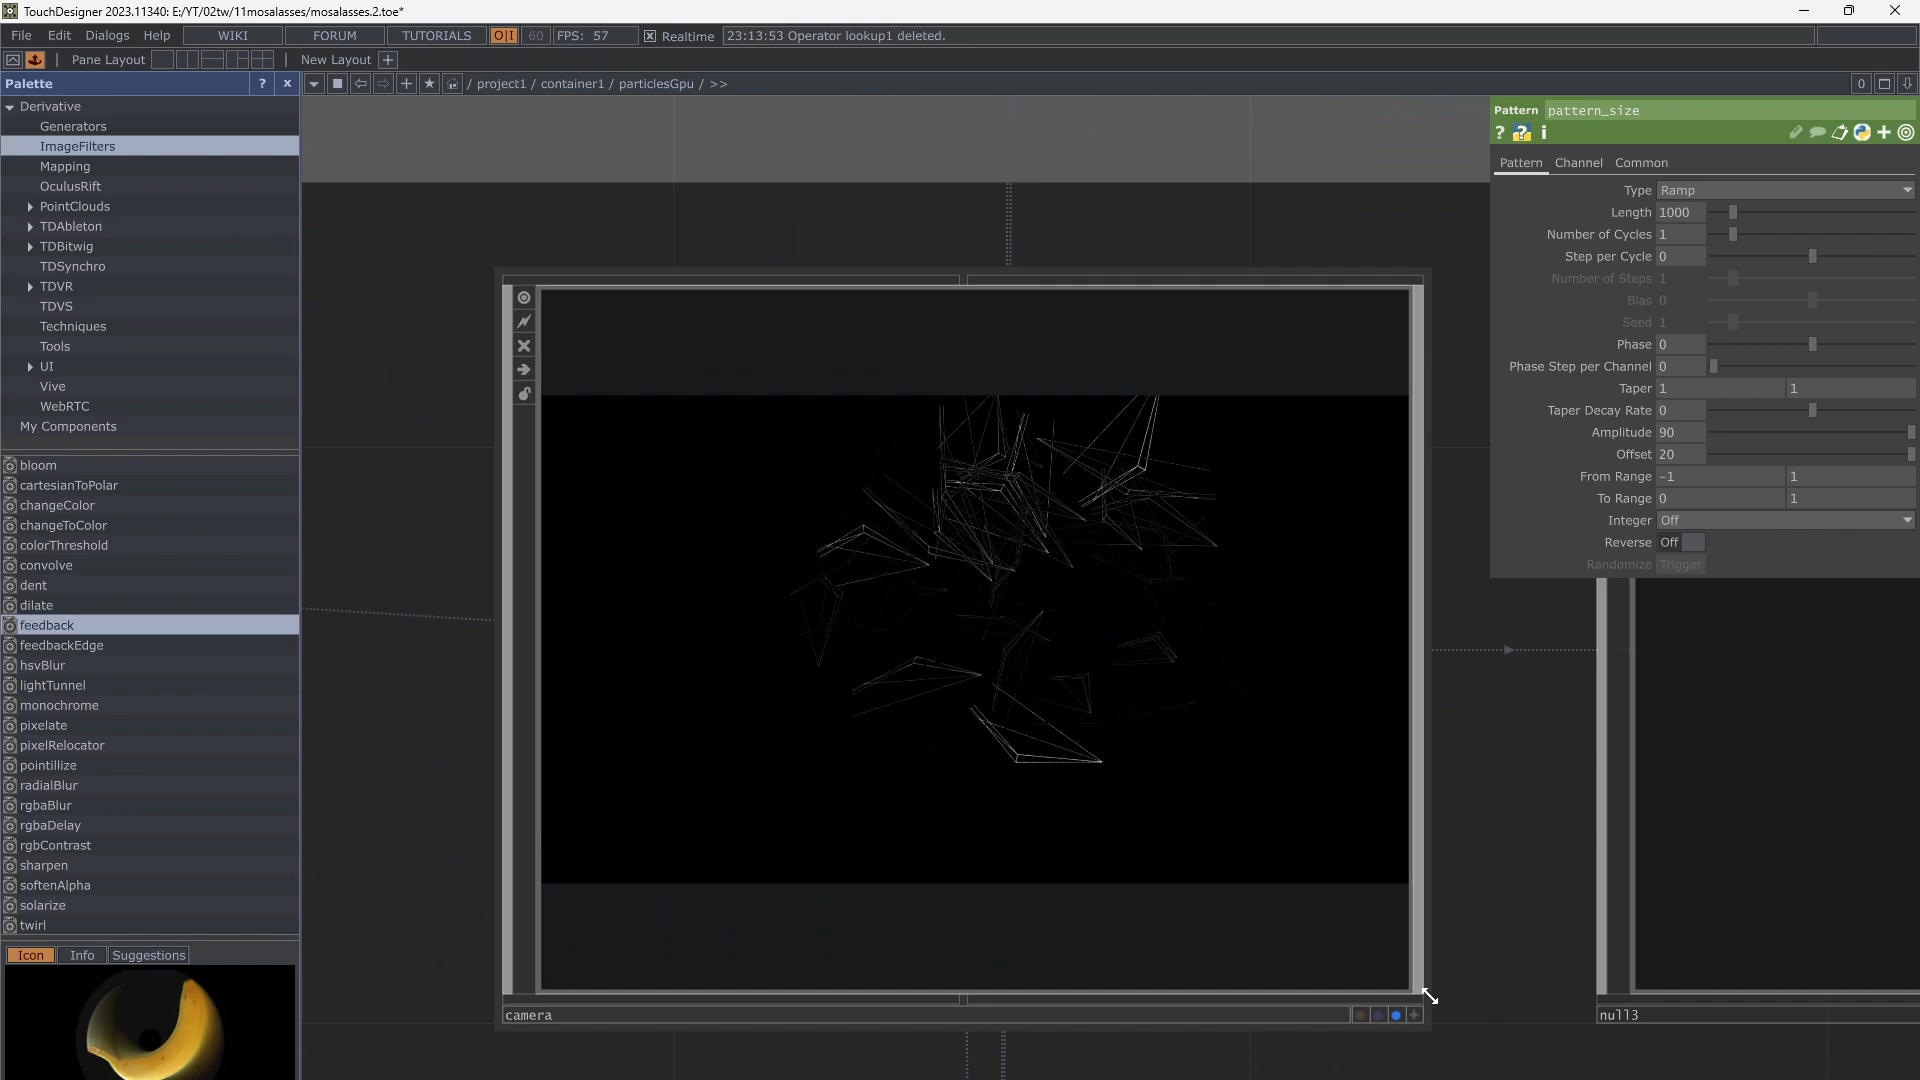 TouchDesigner 2023.11340: E:/YT/02tw/11mosalasses/mosalasses.2.toe*
File Edit Dialogs Help WIKI FORUM TUTORIALS O|I 60 FPS: 57 Realtime 23:13:53 Operator lookup1 deleted.
Pane Layout New Layout +
Palette ? x / project1 / container1 / particlesGpu / >> 0
Derivative
Generators
ImageFilters
Mapping
OculusRift
PointClouds
TDAbleton
TDBitwig
TDSynchro
TDVR
TDVS
Techniques
Tools
UI
Vive
WebRTC
My Components
bloom
cartesianToPolar
changeColor
changeToColor
colorThreshold
convolve
dent
dilate
feedback
feedbackEdge
hsvBlur
lightTunnel
monochrome
pixelate
pixelRelocator
pointillize
radialBlur
rgbaBlur
rgbaDelay
rgbContrast
sharpen
softenAlpha
solarize
twirl
Icon Info Suggestions
camera
null3
Pattern pattern_size
? ? i
Pattern Channel Common
Type Ramp
Length 1000
Number of Cycles 1
Step per Cycle 0
Number of Steps 1
Bias 0
Seed 1
Phase 0
Phase Step per Channel 0
Taper 1 1
Taper Decay Rate 0
Amplitude 90
Offset 20
From Range -1 1
To Range 0 1
Integer Off
Reverse Off
Randomize Trigger